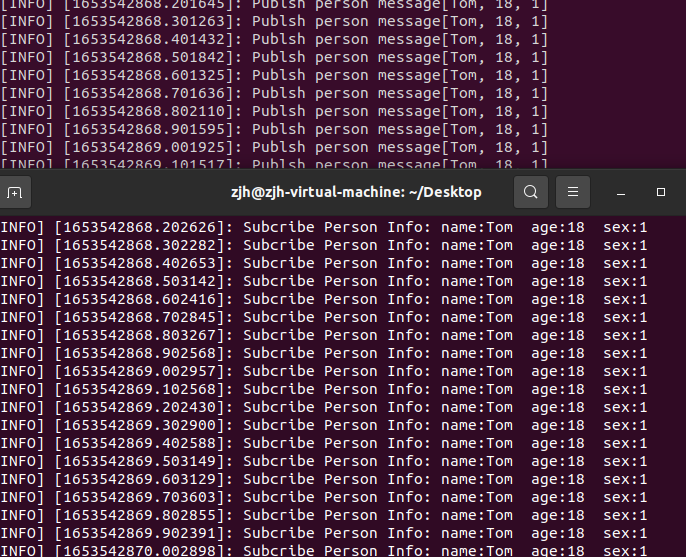 [INFO] [1653542868.201645]: Publsh person message[Tom, 18, 1]
[INFO] [1653542868.301263]: Publsh person message[Tom, 18, 1]
[INFO] [1653542868.401432]: Publsh person message[Tom, 18, 1]
[INFO] [1653542868.501842]: Publsh person message[Tom, 18, 1]
[INFO] [1653542868.601325]: Publsh person message[Tom, 18, 1]
[INFO] [1653542868.701636]: Publsh person message[Tom, 18, 1]
[INFO] [1653542868.802110]: Publsh person message[Tom, 18, 1]
[INFO] [1653542868.901595]: Publsh person message[Tom, 18, 1]
[INFO] [1653542869.001925]: Publsh person message[Tom, 18, 1]
[INFO] [1653542869.101517]: Publsh person message[Tom, 18, 1]
zjh@zjh-virtual-machine: ~/Desktop
INFO] [1653542868.202626]: Subcribe Person Info: name:Tom  age:18  sex:1
INFO] [1653542868.302282]: Subcribe Person Info: name:Tom  age:18  sex:1
INFO] [1653542868.402653]: Subcribe Person Info: name:Tom  age:18  sex:1
INFO] [1653542868.503142]: Subcribe Person Info: name:Tom  age:18  sex:1
INFO] [1653542868.602416]: Subcribe Person Info: name:Tom  age:18  sex:1
INFO] [1653542868.702845]: Subcribe Person Info: name:Tom  age:18  sex:1
INFO] [1653542868.803267]: Subcribe Person Info: name:Tom  age:18  sex:1
INFO] [1653542868.902568]: Subcribe Person Info: name:Tom  age:18  sex:1
INFO] [1653542869.002957]: Subcribe Person Info: name:Tom  age:18  sex:1
INFO] [1653542869.102568]: Subcribe Person Info: name:Tom  age:18  sex:1
INFO] [1653542869.202430]: Subcribe Person Info: name:Tom  age:18  sex:1
INFO] [1653542869.302900]: Subcribe Person Info: name:Tom  age:18  sex:1
INFO] [1653542869.402588]: Subcribe Person Info: name:Tom  age:18  sex:1
INFO] [1653542869.503149]: Subcribe Person Info: name:Tom  age:18  sex:1
INFO] [1653542869.603129]: Subcribe Person Info: name:Tom  age:18  sex:1
INFO] [1653542869.703603]: Subcribe Person Info: name:Tom  age:18  sex:1
INFO] [1653542869.802855]: Subcribe Person Info: name:Tom  age:18  sex:1
INFO] [1653542869.902391]: Subcribe Person Info: name:Tom  age:18  sex:1
INFO] [1653542870.002898]: Subcribe Person Info: name:Tom  age:18  sex:1